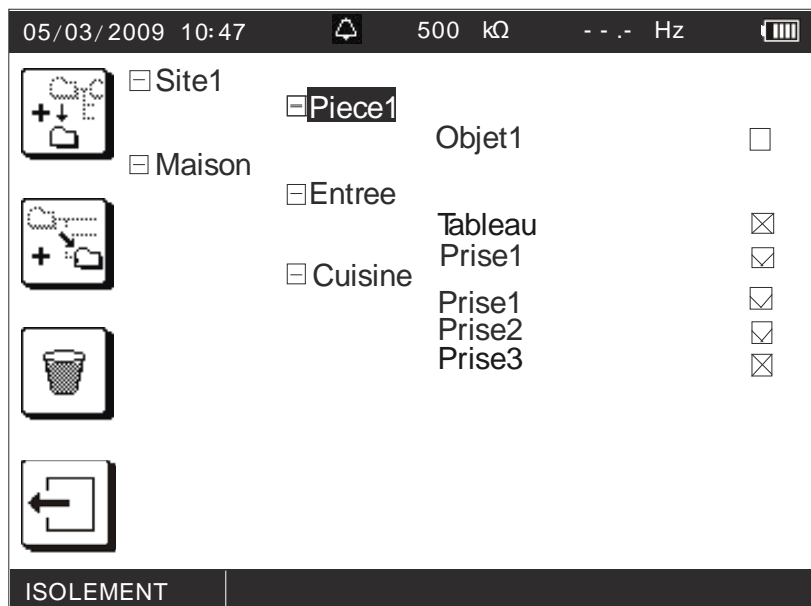 05/03/2009 10:47 500 kΩ - - .- Hz
Site1
Piece1
Objet1
Maison
Entree
Tableau
Prise1
Cuisine
Prise1
Prise2
Prise3
ISOLEMENT